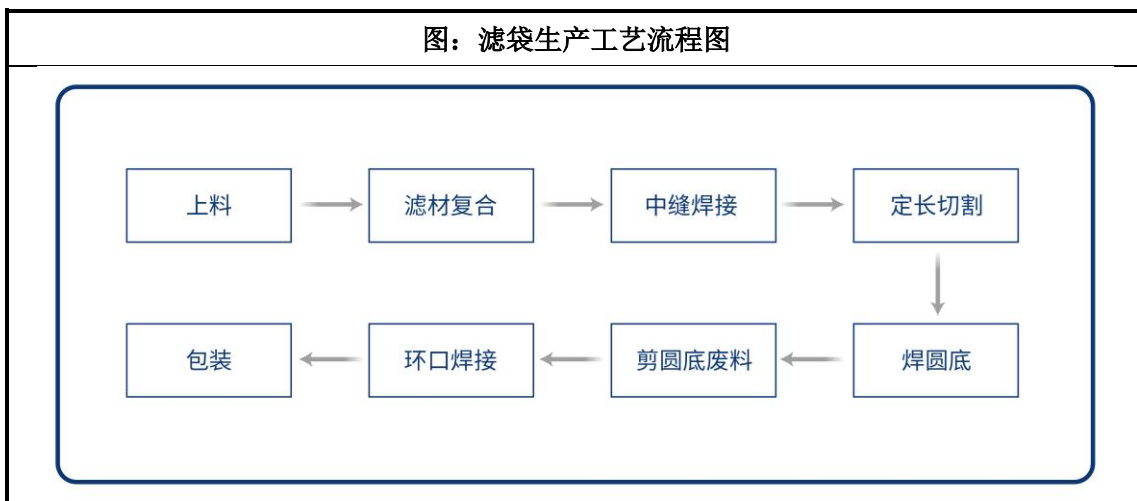 图：滤袋生产工艺流程图
上料
滤材复合
中缝焊接
定长切割
焊圆底
剪圆底废料
环口焊接
包装